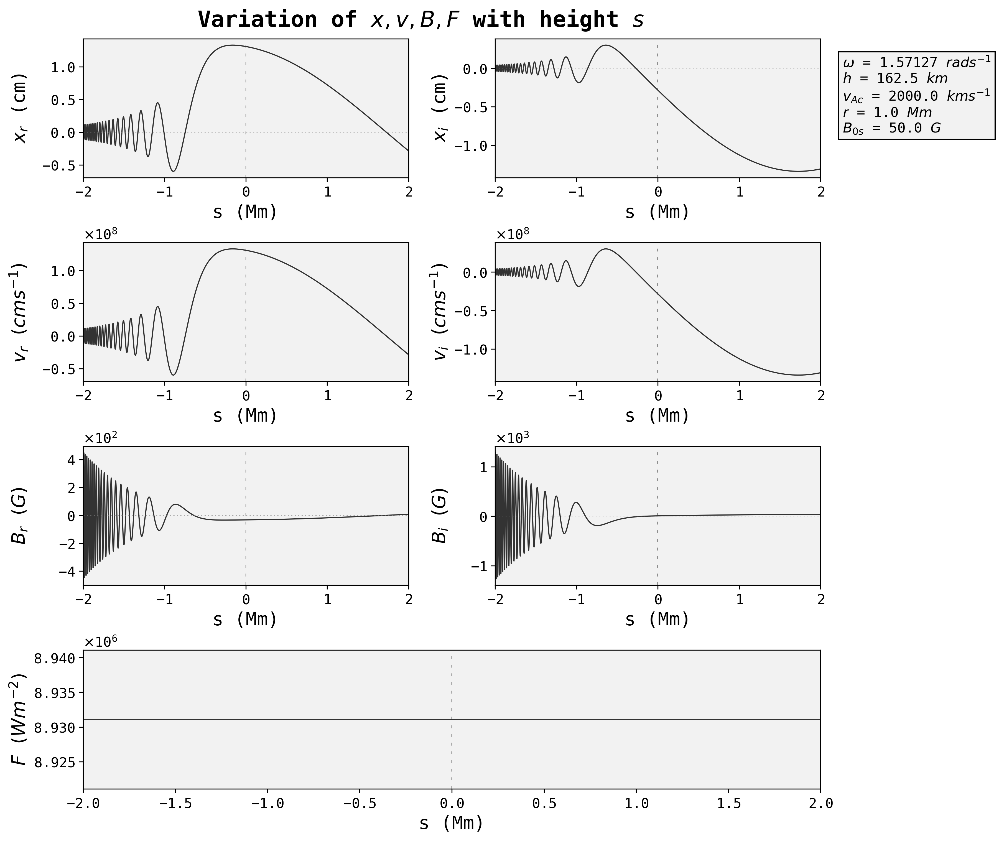 Variation of x, v, B, F with height s
1.0
0.5
0.0
−0.5
x_r (cm)
−2 −1 0 1 2
s (Mm)
0.0
−0.5
−1.0
x_i (cm)
−2 −1 0 1 2
s (Mm)
ω = 1.57127 rads⁻¹
h = 162.5 km
v_Ac = 2000.0 kms⁻¹
r = 1.0 Mm
B_0s = 50.0 G
×10⁸
1.0
0.5
0.0
−0.5
v_r (cms⁻¹)
−2 −1 0 1 2
s (Mm)
×10⁸
0.0
−0.5
−1.0
v_i (cms⁻¹)
−2 −1 0 1 2
s (Mm)
×10²
4
2
0
−2
−4
B_r (G)
−2 −1 0 1 2
s (Mm)
×10³
1
0
−1
B_i (G)
−2 −1 0 1 2
s (Mm)
×10⁶
8.940
8.935
8.930
8.925
F (Wm⁻²)
−2.0 −1.5 −1.0 −0.5 0.0 0.5 1.0 1.5 2.0
s (Mm)